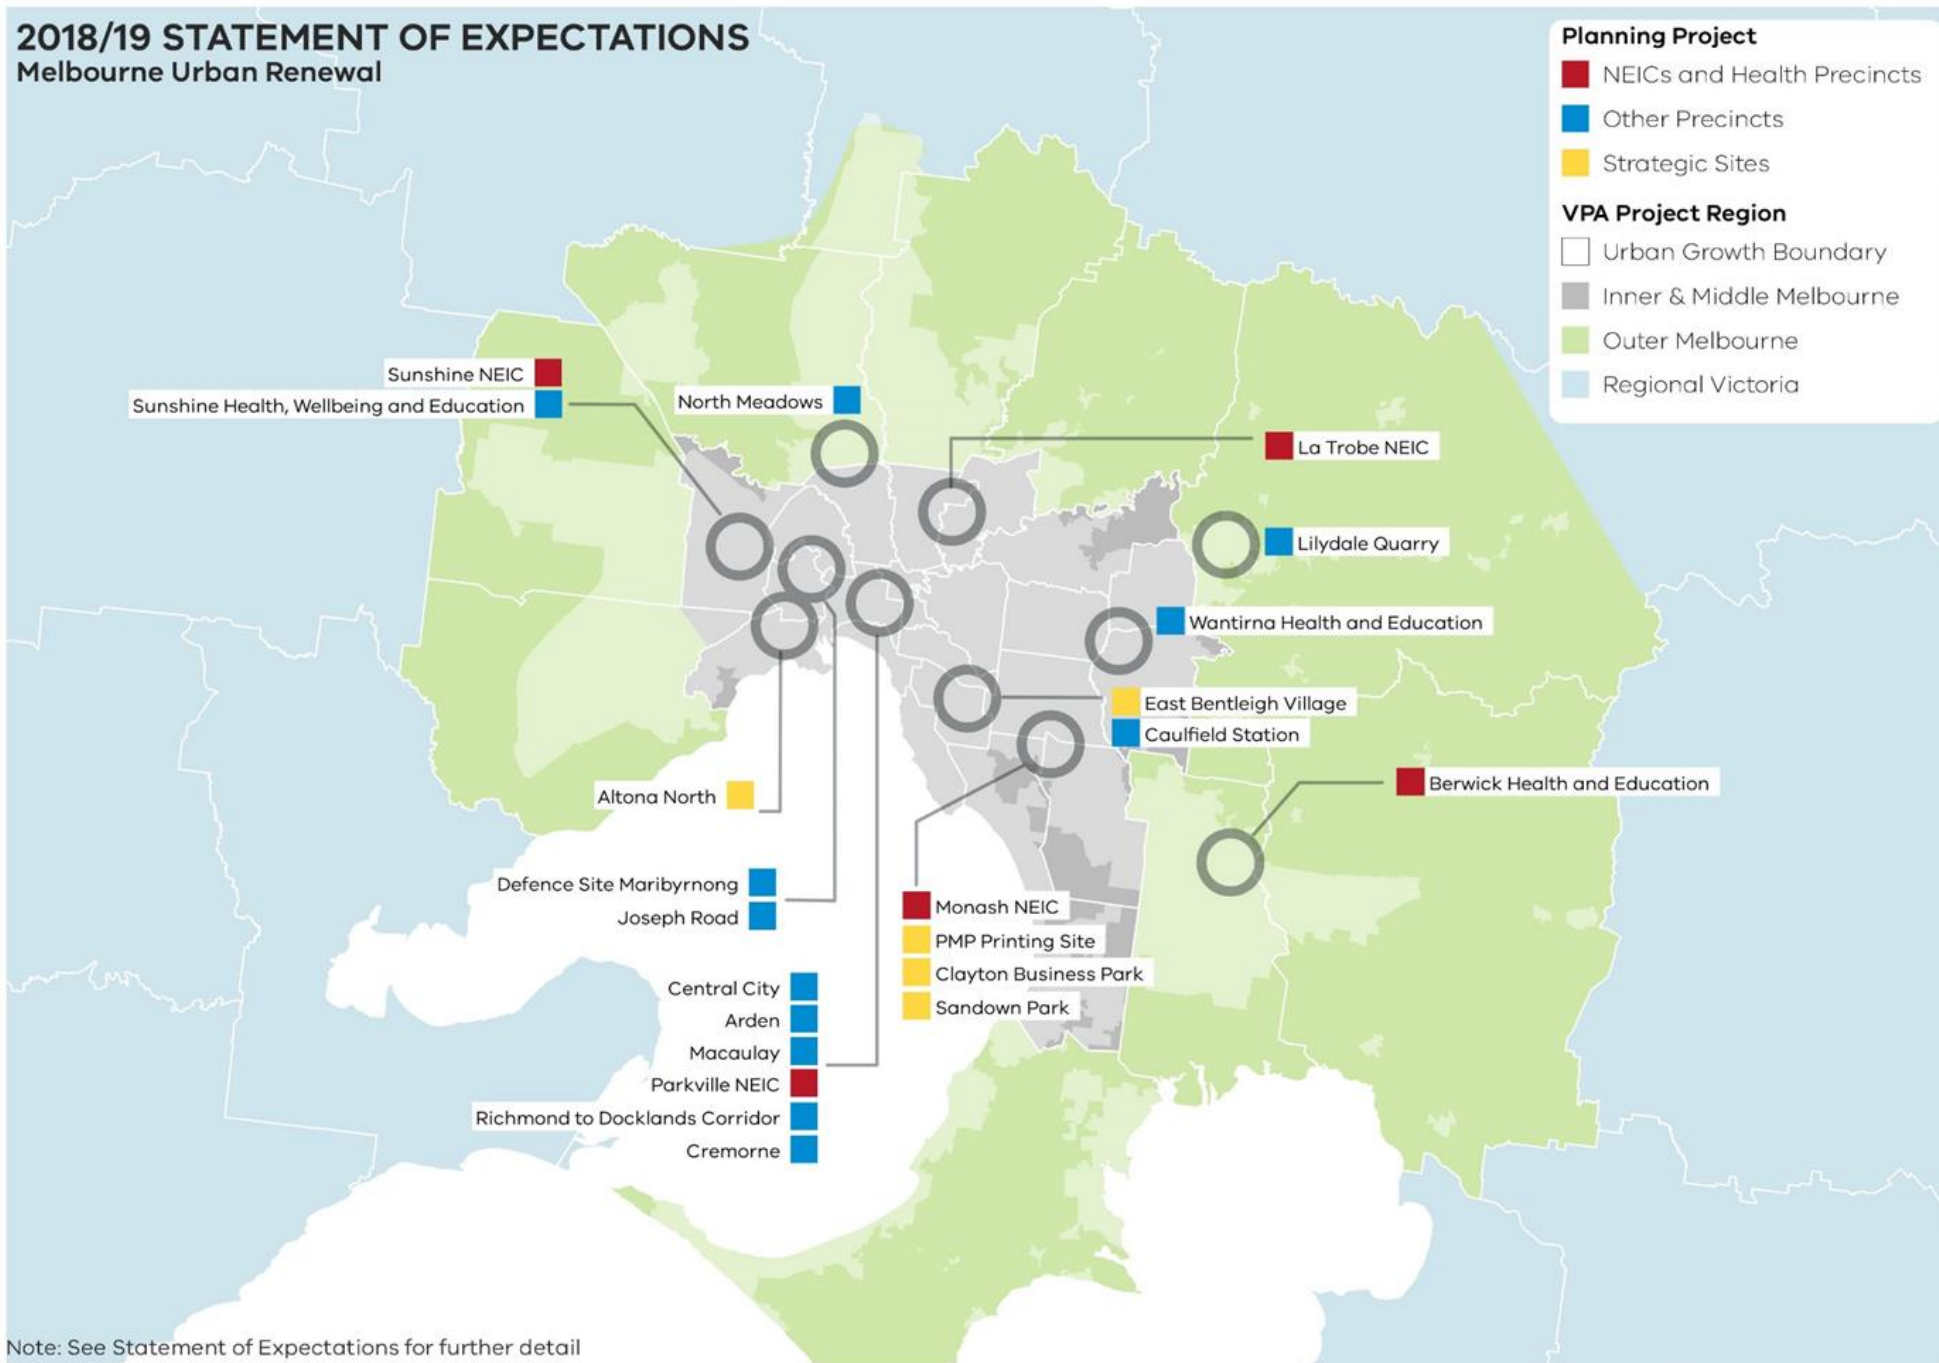 2018/19 STATEMENT OF EXPECTATIONS
Melbourne Urban Renewal
Planning Project
NEICs and Health Precincts
Other Precincts
Strategic Sites
VPA Project Region
Urban Growth Boundary
Inner & Middle Melbourne
Outer Melbourne
Regional Victoria
Sunshine NEIC
Sunshine Health, Wellbeing and Education
North Meadows
La Trobe NEIC
Lilydale Quarry
Wantirna Health and Education
East Bentleigh Village
Caulfield Station
Berwick Health and Education
Altona North
Defence Site Maribyrnong
Joseph Road
Monash NEIC
PMP Printing Site
Clayton Business Park
Sandown Park
Central City
Arden
Macaulay
Parkville NEIC
Richmond to Docklands Corridor
Cremorne
Note: See Statement of Expectations for further detail